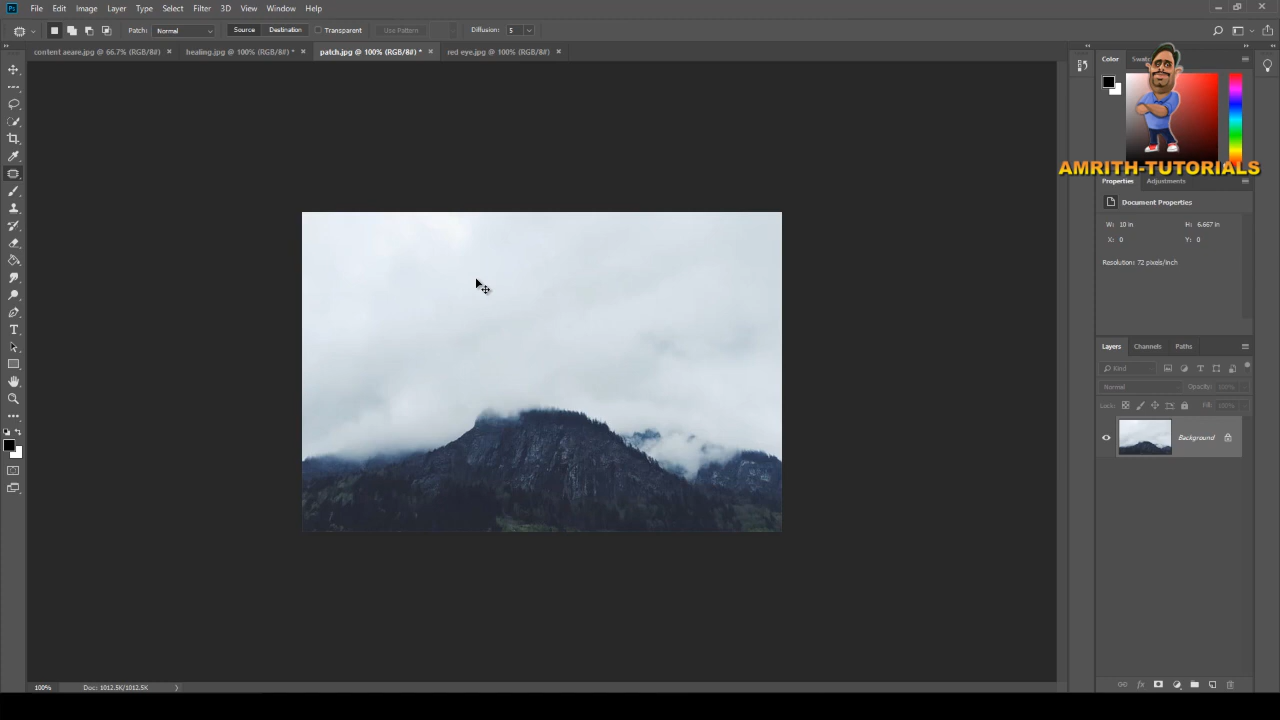 Ps File Edit Image Layer Type Select Filter 3D View Window Help
Patch: Normal Source Destination Transparent Use Pattern Diffusion: 5
content aeare.jpg @ 66.7% (RGB/8#) × healing.jpg @ 100% (RGB/8#) * × patch.jpg @ 100% (RGB/8#) * × red eye.jpg @ 100% (RGB/8#) ×
Color
AMRITH-TUTORIALS
Properties Adjustments
Document Properties
W: 10 in H: 6.667 in
X: 0 Y: 0
Resolution: 72 pixels/inch
Layers Channels Paths
Kind
Normal Opacity: 100%
Lock: Fill: 100%
Background
100% Doc: 1012.5K/1012.5K